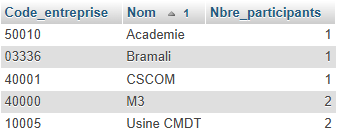 Code_entreprise Nom 1 Nbre_participants
50010 Academie 1
03336 Bramali 1
40001 CSCOM 1
40000 M3 2
10005 Usine CMDT 2